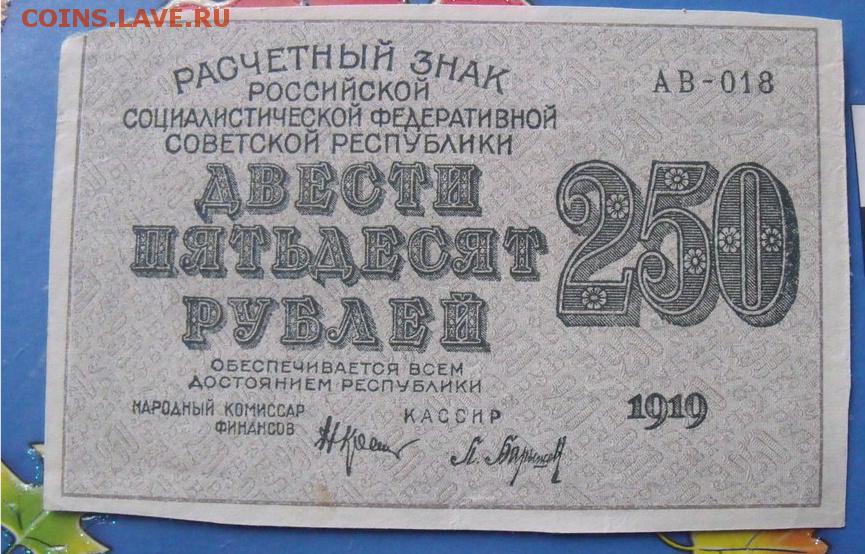 COINS.LAVE.RU
РАСЧЕТНЫЙ ЗНАК
РОССИЙСКОЙ
СОЦИАЛИСТИЧЕСКОЙ ФЕДЕРАТИВНОЙ
СОВЕТСКОЙ РЕСПУБЛИКИ
АВ-018
ДВЕСТИ
ПЯТЬДЕСЯТ
РУБЛЕЙ
250
ОБЕСПЕЧИВАЕТСЯ ВСЕМ
ДОСТОЯНИЕМ РЕСПУБЛИКИ
НАРОДНЫЙ КОМИССАР
ФИНАНСОВ
КАССИР
1919